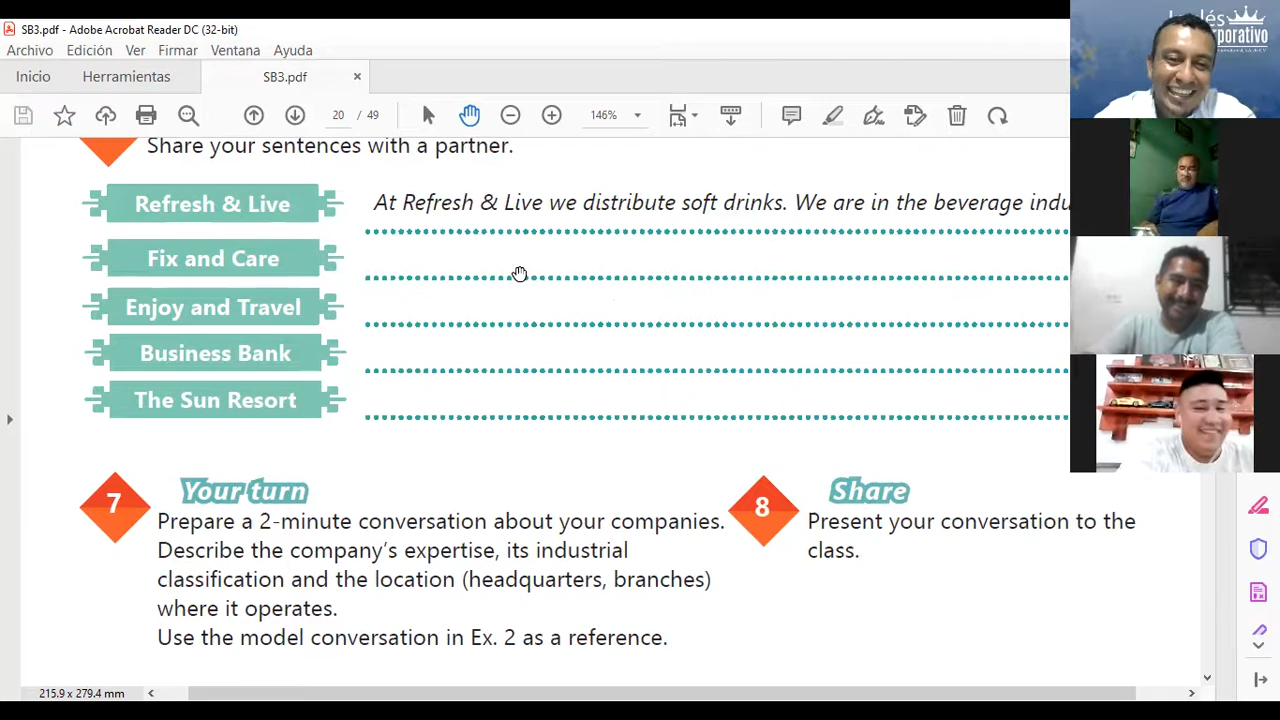 SB3.pdf - Adobe Acrobat Reader DC (32-bit)
Archivo Edición Ver Firmar Ventana Ayuda
Inicio Herramientas SB3.pdf ×
20 / 49 146%
Share your sentences with a partner.
Refresh & Live At Refresh & Live we distribute soft drinks. We are in the beverage indu
Fix and Care
Enjoy and Travel
Business Bank
The Sun Resort
7 Your turn
Prepare a 2-minute conversation about your companies.
Describe the company's expertise, its industrial
classification and the location (headquarters, branches)
where it operates.
Use the model conversation in Ex. 2 as a reference.
8 Share
Present your conversation to the
class.
215.9 x 279.4 mm